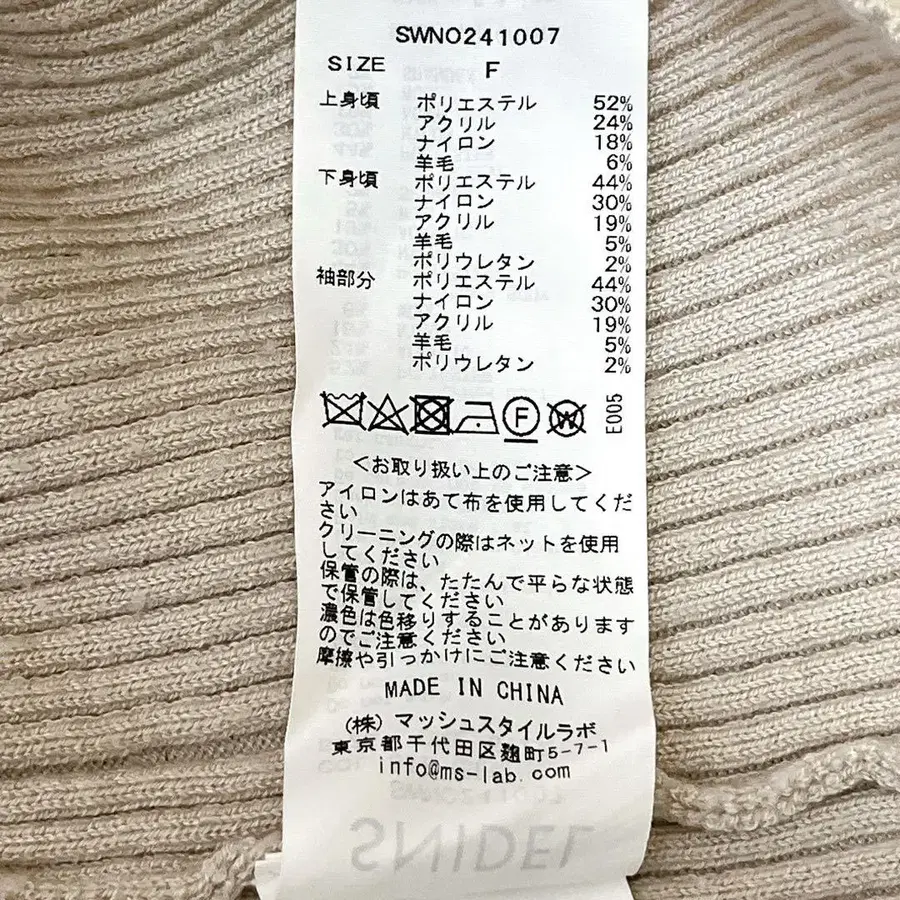 SWNO241007
SIZE F
上身頃 ポリエステル 52%
アクリル 24%
ナイロン 18%
羊毛 6%
下身頃 ポリエステル 44%
ナイロン 30%
アクリル 19%
羊毛 5%
ポリウレタン 2%
袖部分 ポリエステル 44%
ナイロン 30%
アクリル 19%
羊毛 5%
ポリウレタン 2%
F W E005
<お取り扱い上のご注意>
アイロンはあて布を使用してくだ
さい
クリーニングの際はネットを使用
してください
保管の際は、たたんで平らな状態
で保管してください
濃色は色移りすることがあります
のでご注意ください
摩擦や引っかけにご注意ください
MADE IN CHINA
(株) マッシュスタイルラボ
東京都千代田区麹町5-7-1
info@ms-lab.com
SWNO241007
SNIDEL